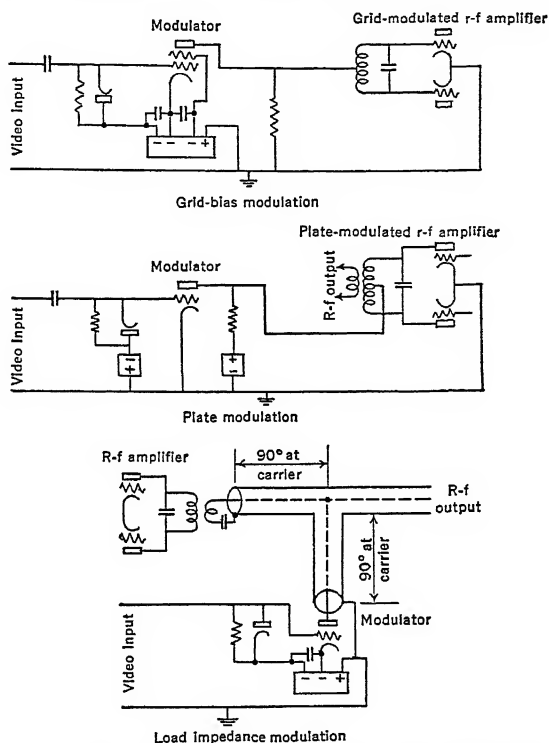 Modulator
Grid-modulated r-f amplifier
Video Input
Grid-bias modulation
Plate-modulated r-f amplifier
Modulator
R-f output
Video Input
Plate modulation
R-f amplifier
90° at
carrier
R-f
output
90° at
carrier
Modulator
Video Input
Load impedance modulation